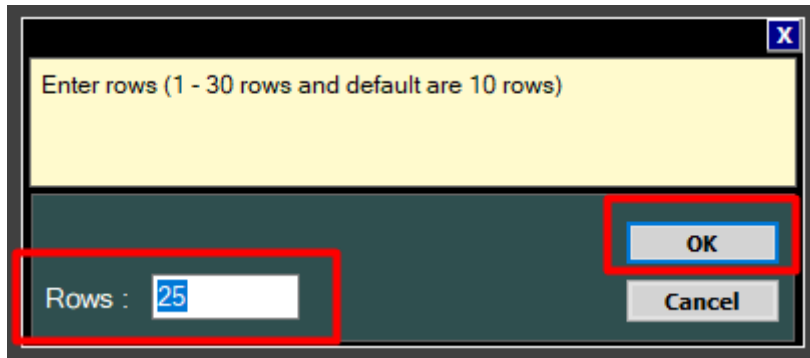 X
Enter rows (1 - 30 rows and default are 10 rows)
OK
Rows : 25
Cancel